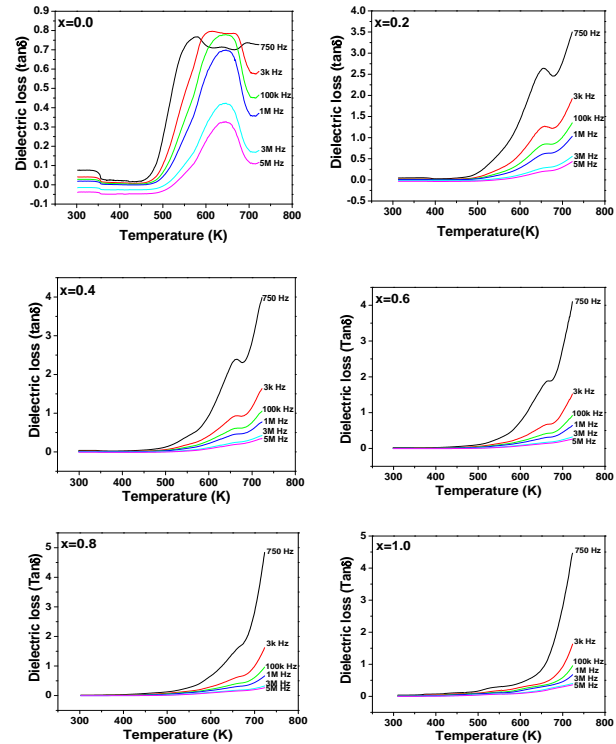 x=0.0
Dielectric loss (tanδ)
0.8
0.7
0.6
0.5
0.4
0.3
0.2
0.1
0.0
-0.1
750 Hz
3k Hz
100k Hz
1M Hz
3M Hz
5M Hz
300 400 500 600 700 800
Temperature (K)
x=0.2
Dielectric loss (tanδ)
4.0
3.5
3.0
2.5
2.0
1.5
1.0
0.5
0.0
-0.5
750 Hz
3k Hz
100k Hz
1M Hz
3M Hz
5M Hz
300 400 500 600 700 800
Temperature(K)
x=0.4
Dielectric loss (tanδ)
4
3
2
1
0
750 Hz
3k Hz
100k Hz
1M Hz
3M Hz
5M Hz
300 400 500 600 700 800
Temperature (K)
x=0.6
Dielectric loss (Tanδ)
4
3
2
1
0
750 Hz
3k Hz
100k Hz
1M Hz
3M Hz
5M Hz
300 400 500 600 700 800
Temperature (K)
x=0.8
Dielectric loss (Tanδ)
5
4
3
2
1
0
750 Hz
3k Hz
100k Hz
1M Hz
3M Hz
5M Hz
300 400 500 600 700 800
Temperature (K)
x=1.0
Dielectric loss (Tanδ)
5
4
3
2
1
0
750 Hz
3k Hz
100k Hz
1M Hz
3M Hz
5M Hz
300 400 500 600 700 800
Temperature (K)